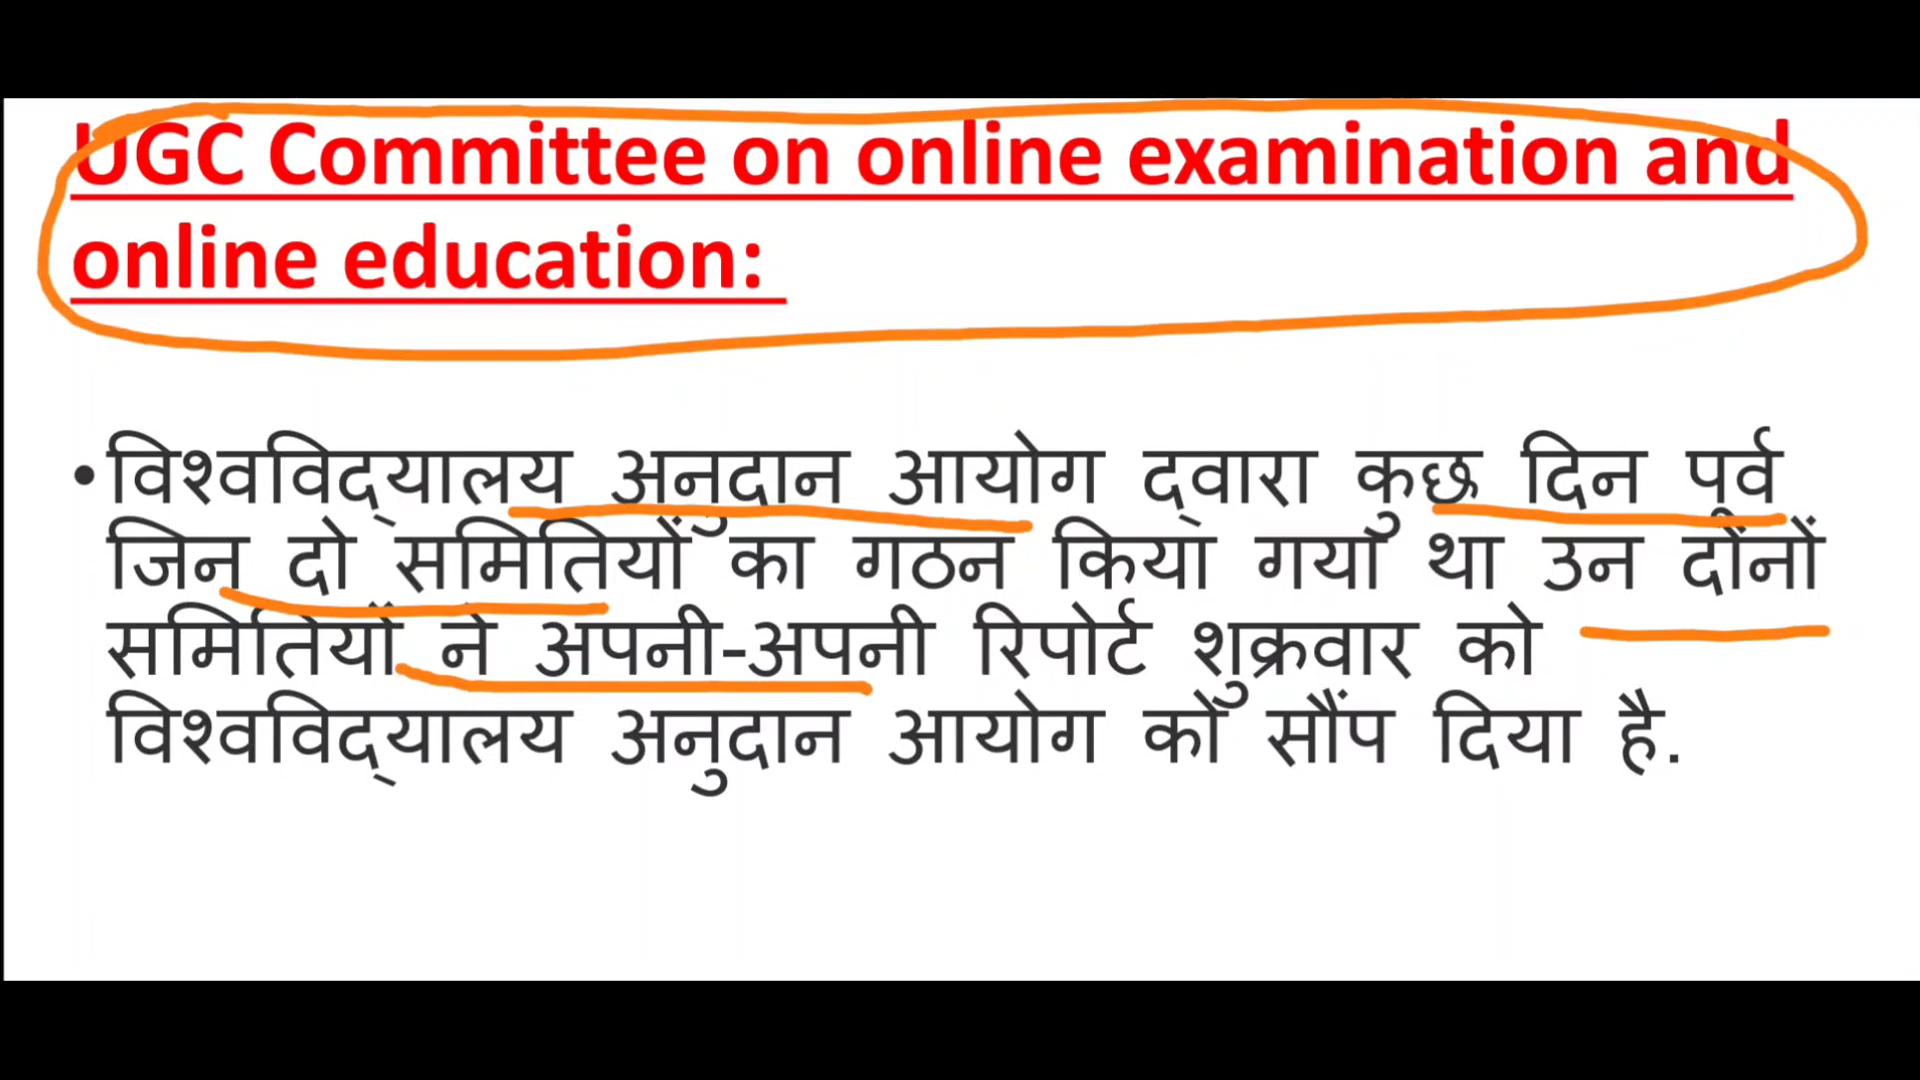 UGC Committee on online examination and
online education:
•विश्वविद्यालय अनुदान आयोग द्वारा कुछ दिन पूर्व
जिन दो समितियों का गठन किया गया था उन दोनों
समितियों ने अपनी-अपनी रिपोर्ट शुक्रवार को
विश्वविद्यालय अनुदान आयोग को सौंप दिया है.